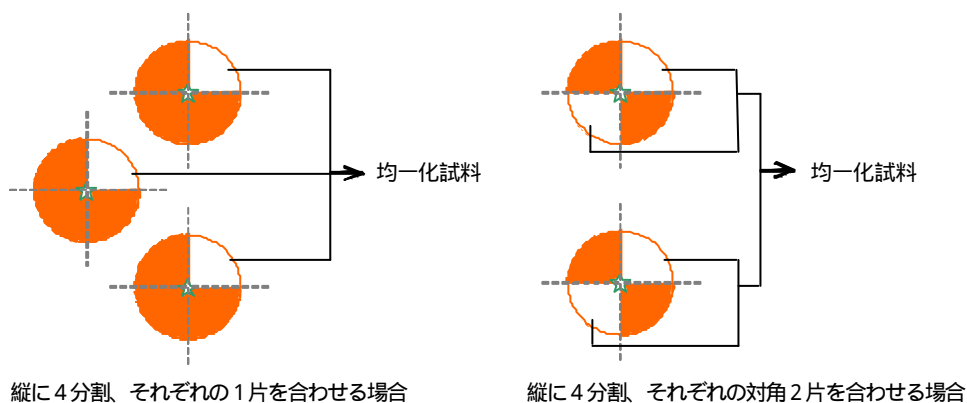 均一化試料
均一化試料
縦に４分割、それぞれの１片を合わせる場合
縦に４分割、それぞれの対角２片を合わせる場合